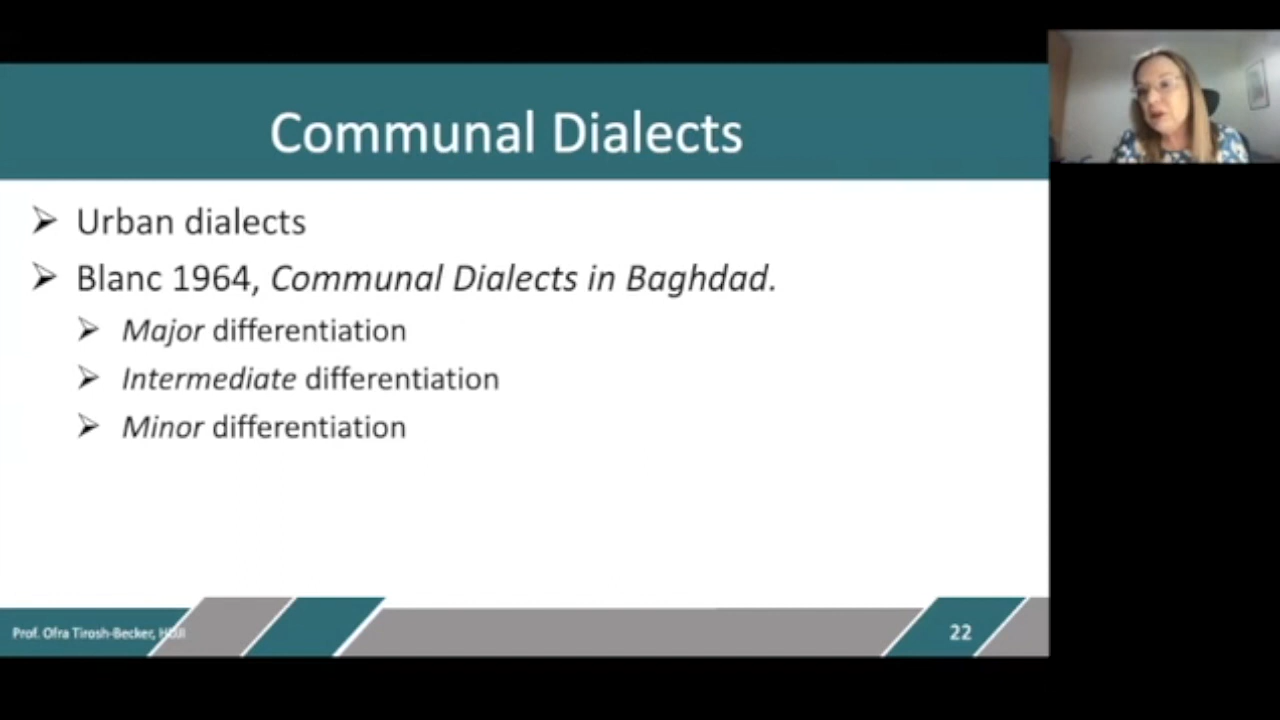 Communal Dialects
Urban dialects
Blanc 1964, Communal Dialects in Baghdad.
Major differentiation
Intermediate differentiation
Minor differentiation
Prof. Ofra Tirosh-Becker, HUJI
22